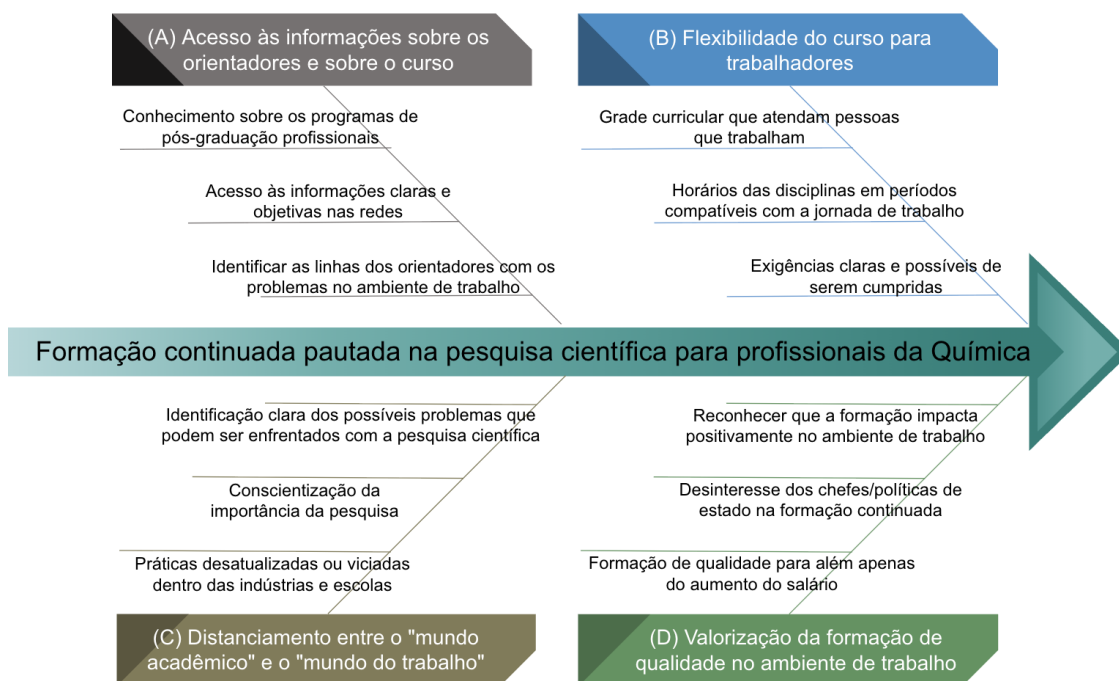 (A) Acesso às informações sobre os
orientadores e sobre o curso
Conhecimento sobre os programas de
pós-graduação profissionais
Acesso às informações claras e
objetivas nas redes
Identificar as linhas dos orientadores com os
problemas no ambiente de trabalho
(B) Flexibilidade do curso para
trabalhadores
Grade curricular que atendam pessoas
que trabalham
Horários das disciplinas em períodos
compatíveis com a jornada de trabalho
Exigências claras e possíveis de
serem cumpridas
Formação continuada pautada na pesquisa científica para profissionais da Química
Identificação clara dos possíveis problemas que
podem ser enfrentados com a pesquisa científica
Conscientização da
importância da pesquisa
Práticas desatualizadas ou viciadas
dentro das indústrias e escolas
(C) Distanciamento entre o "mundo
acadêmico" e o "mundo do trabalho"
Reconhecer que a formação impacta
positivamente no ambiente de trabalho
Desinteresse dos chefes/políticas de
estado na formação continuada
Formação de qualidade para além apenas
do aumento do salário
(D) Valorização da formação de
qualidade no ambiente de trabalho